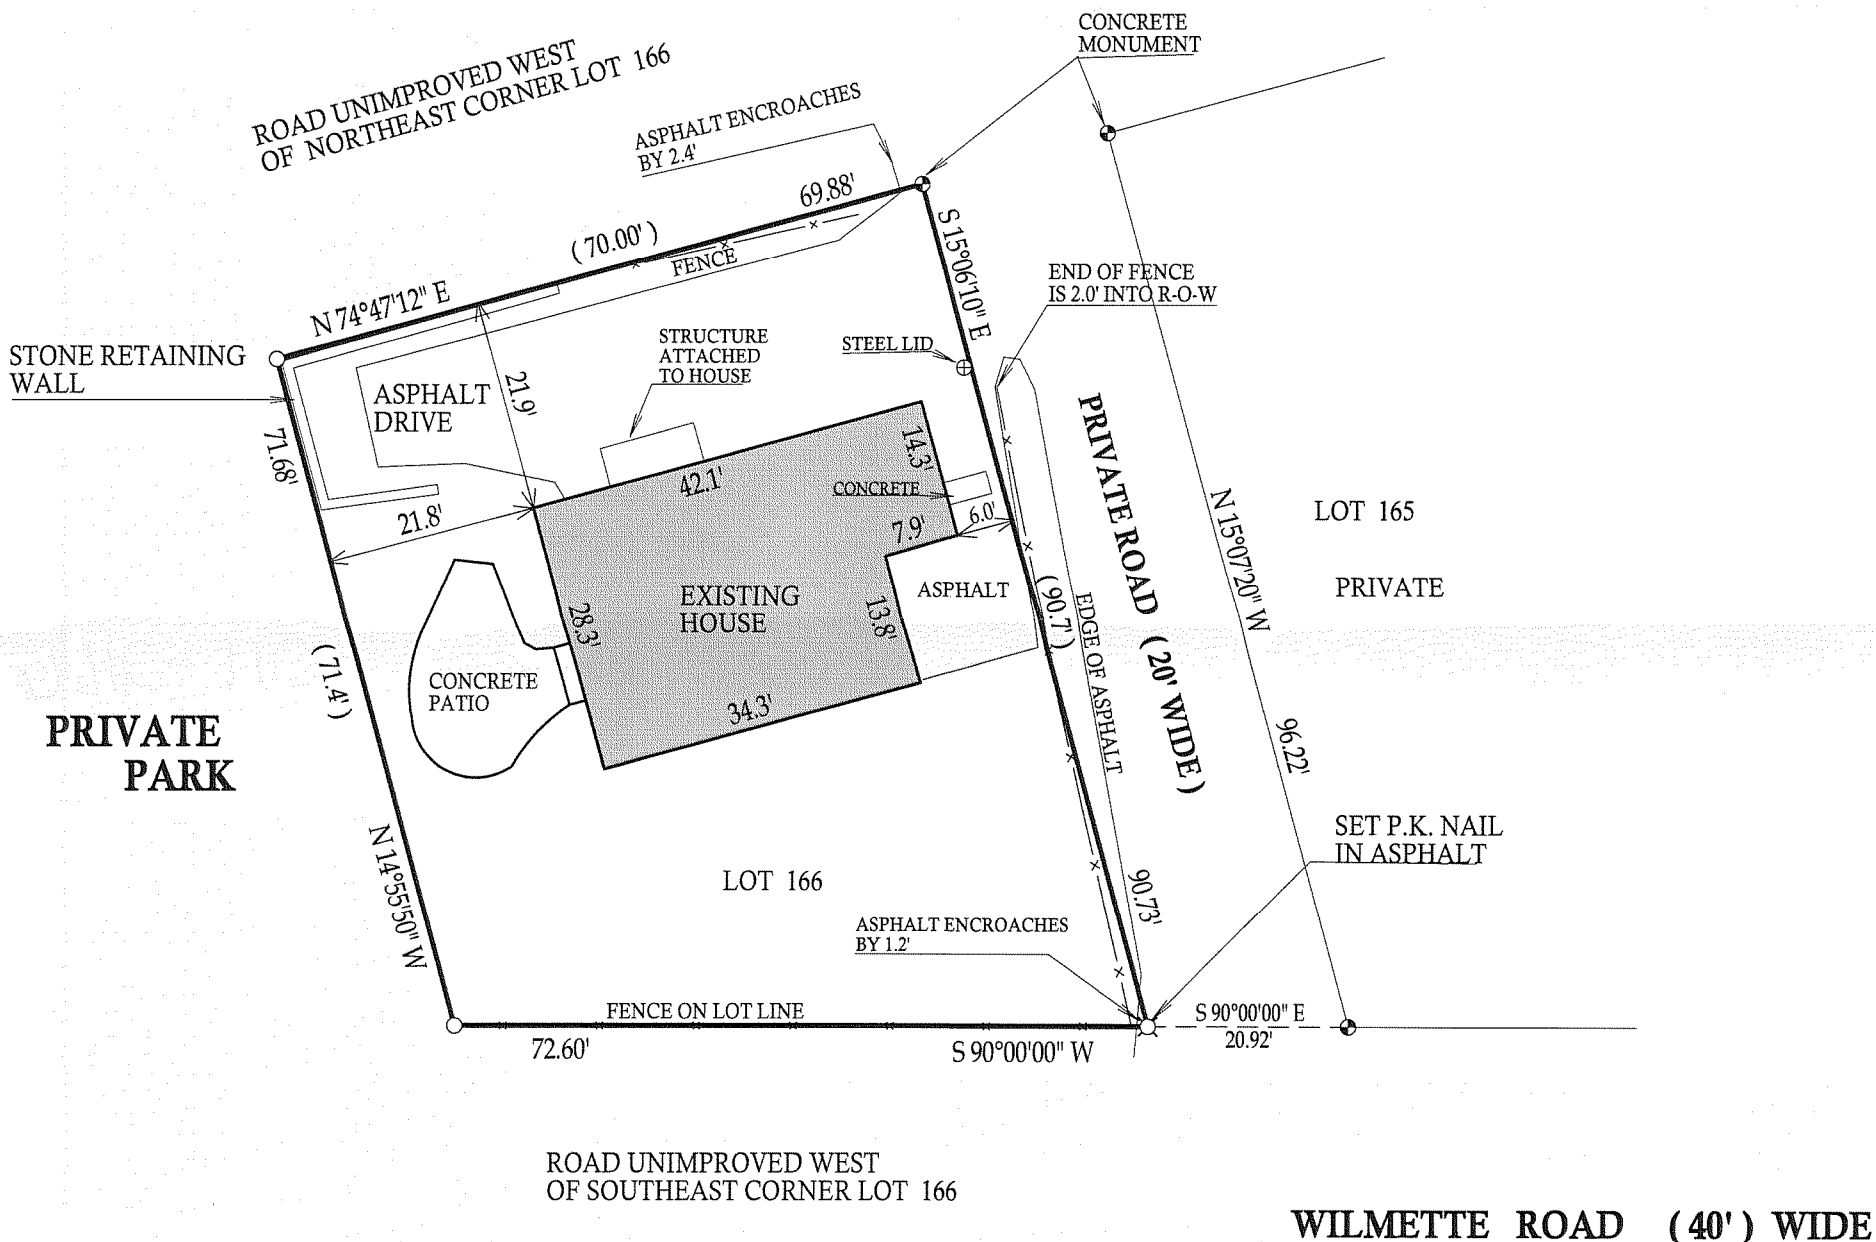 CONCRETE
MONUMENT
ROAD UNIMPROVED WEST
OF NORTHEAST CORNER LOT 166
ASPHALT ENCROACHES
BY 2.4'
69.88'
( 70.00' )
FENCE
N 74°47'12" E
S 15°06'10" E
END OF FENCE
IS 2.0' INTO R-O-W
STONE RETAINING
WALL
STRUCTURE
ATTACHED
TO HOUSE
STEEL LID
ASPHALT
DRIVE
21.9'
71.68'
14.3'
42.1'
CONCRETE
21.8'
7.9'
6.0'
PRIVATE ROAD ( 20' WIDE )
N 15°07'20" W
LOT 165
PRIVATE
EXISTING
HOUSE
28.3'
13.8'
ASPHALT
( 90.7' )
EDGE OF ASPHALT
( 71.4' )
CONCRETE
PATIO
34.3'
PRIVATE
PARK
96.22'
SET P.K. NAIL
IN ASPHALT
N 14°55'50" W
LOT 166
90.73'
ASPHALT ENCROACHES
BY 1.2'
FENCE ON LOT LINE
S 90°00'00" E
20.92'
72.60'
S 90°00'00" W
ROAD UNIMPROVED WEST
OF SOUTHEAST CORNER LOT 166
WILMETTE ROAD ( 40' ) WIDE